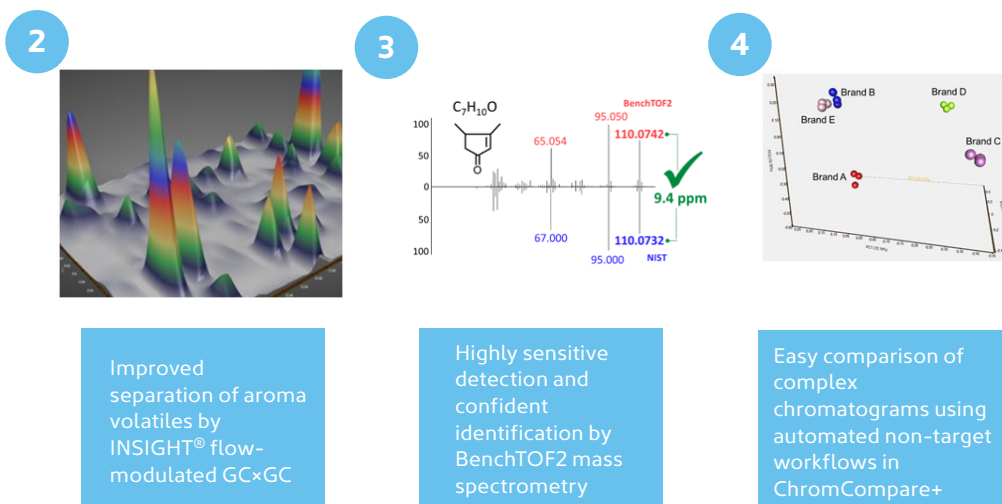 2
3
4
C₇H₁₀O
O
BenchTOF2
95.050
100
65.054
110.0742
50
0
9.4 ppm
50
67.000
110.0732
100
95.000
NIST
Brand B
Brand D
Brand E
Brand C
Brand A
Improved
separation of aroma
volatiles by
INSIGHT® flow-
modulated GC×GC
Highly sensitive
detection and
confident
identification by
BenchTOF2 mass
spectrometry
Easy comparison of
complex
chromatograms using
automated non-target
workflows in
ChromCompare+